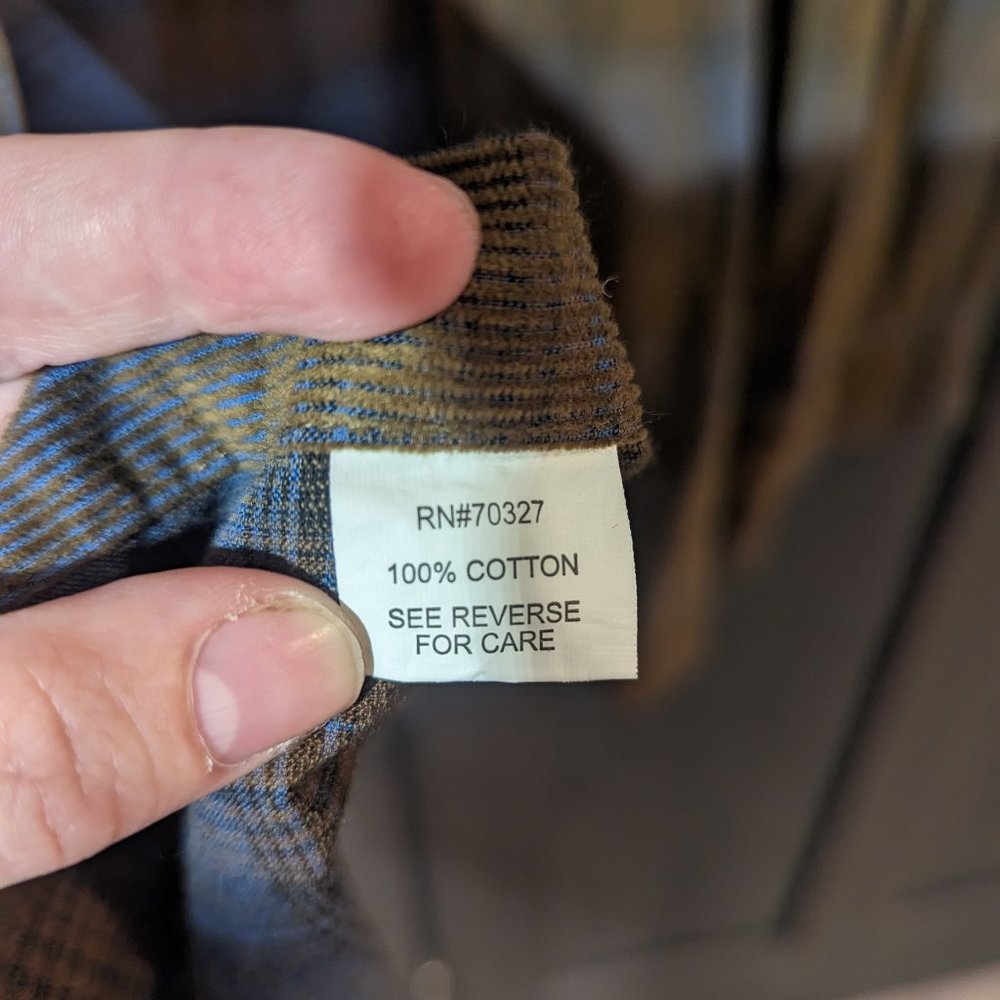 RN#70327
100% COTTON
SEE REVERSE
FOR CARE